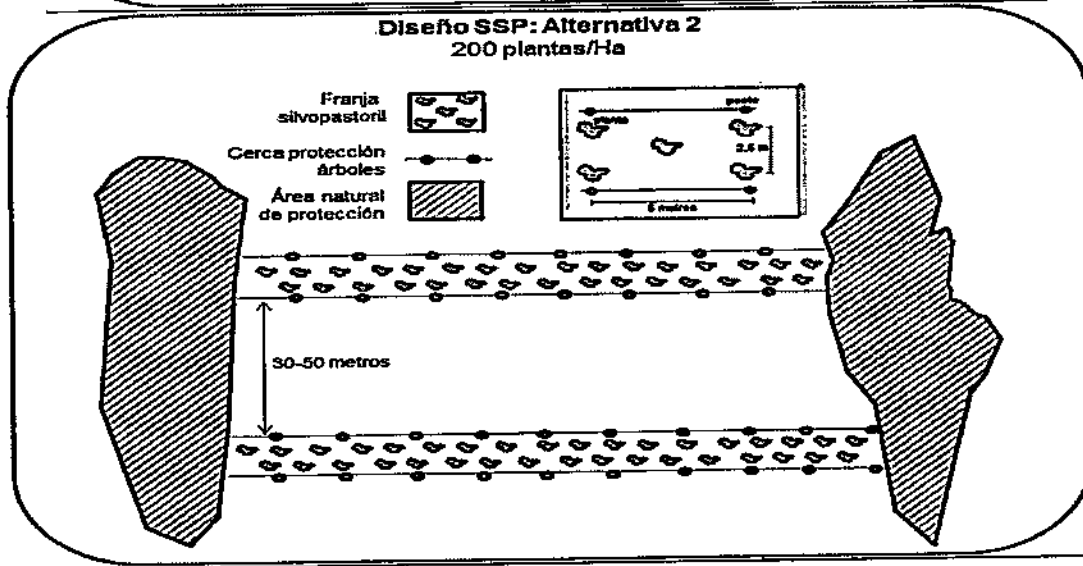 Diseño SSP: Alternativa 2
200 plantas/Ha
Franja
silvopastoril
Cerca protección
árboles
Área natural
de protección
poste
planta
2.5 m
5 metros
30-50 metros